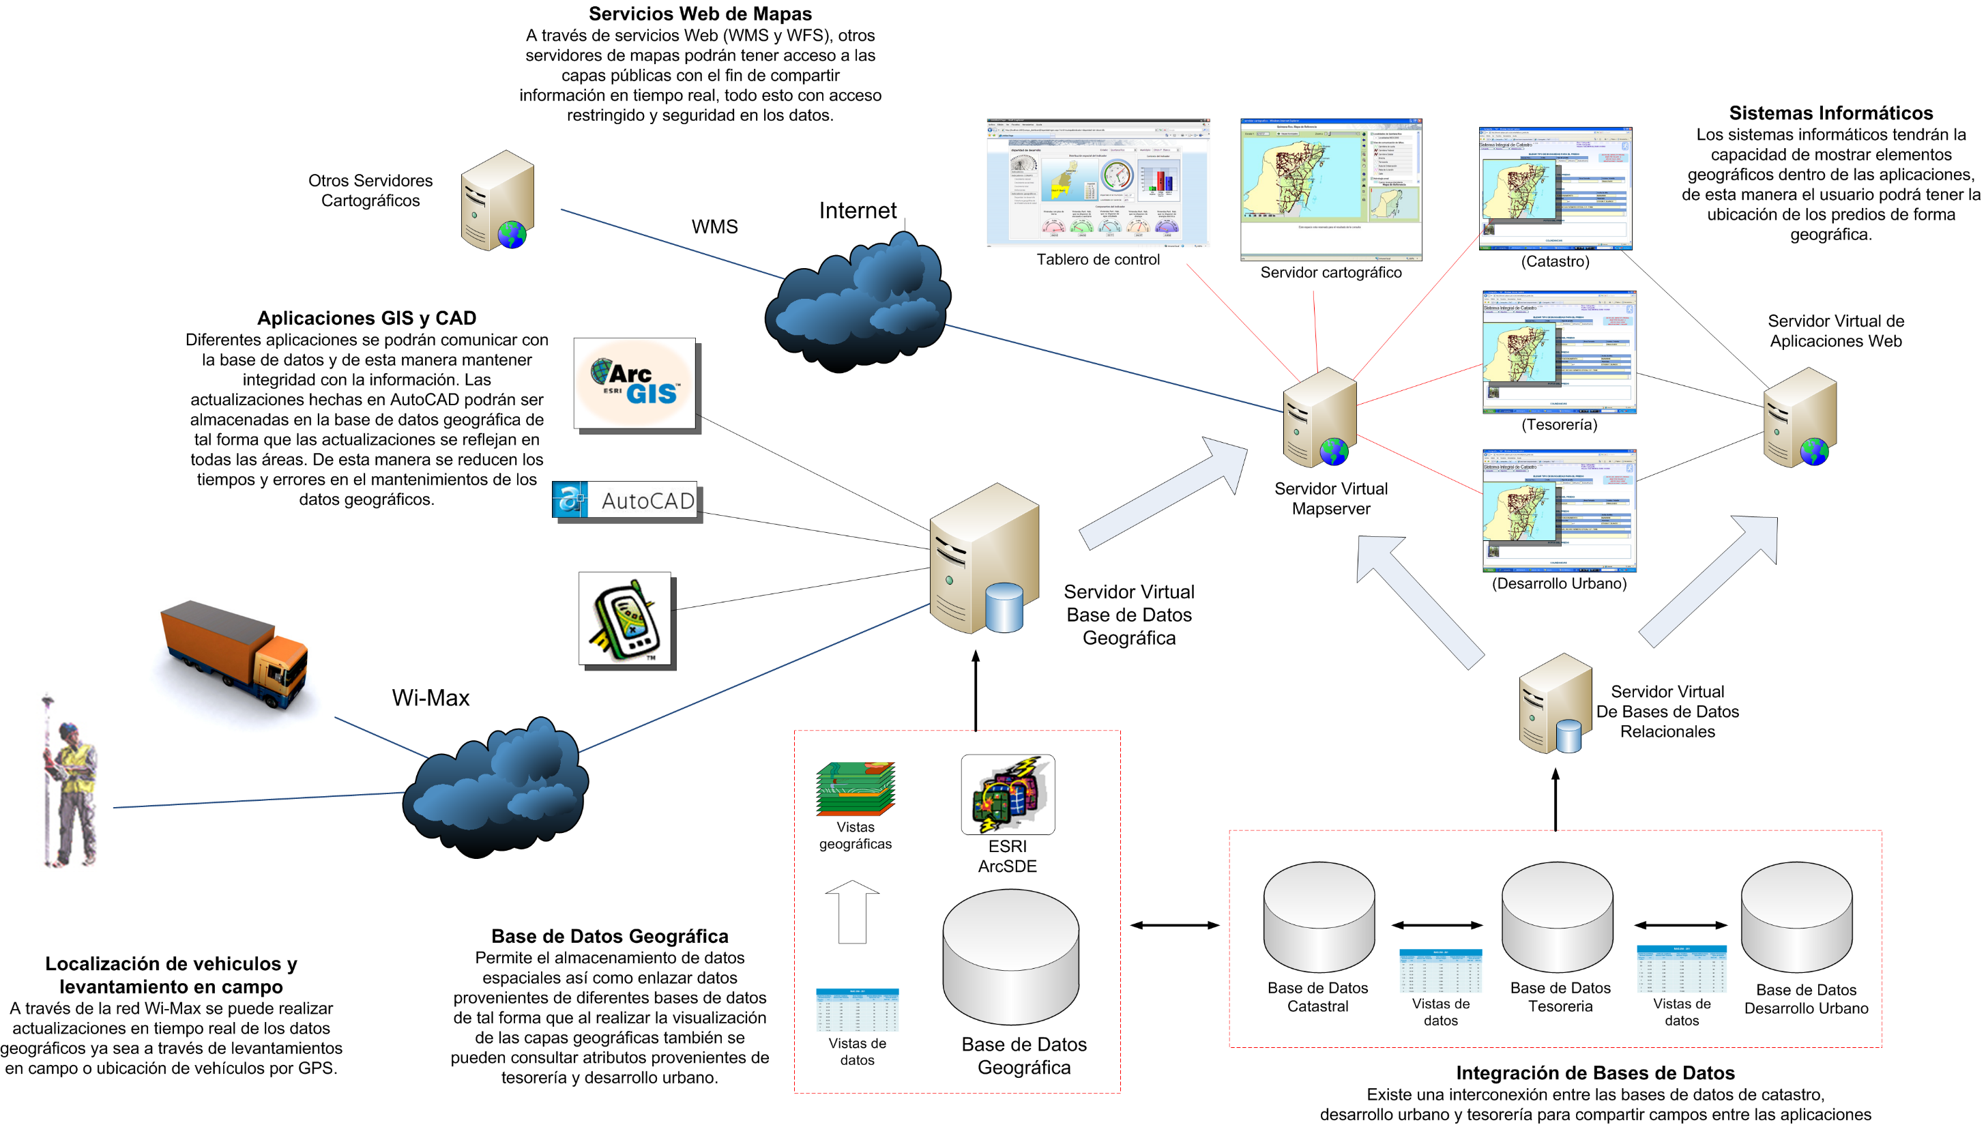 Servicios Web de Mapas
A través de servicios Web (WMS y WFS), otros
servidores de mapas podrán tener acceso a las
capas públicas con el fin de compartir
información en tiempo real, todo esto con acceso
restringido y seguridad en los datos.
Otros Servidores
Cartográficos
WMS
Internet
Tablero de control
Servidor cartográfico
Sistema Integral de Catastro
(Catastro)
Sistema Integral de Catastro
(Tesorería)
Sistema Integral de Catastro
(Desarrollo Urbano)
Sistemas Informáticos
Los sistemas informáticos tendrán la
capacidad de mostrar elementos
geográficos dentro de las aplicaciones,
de esta manera el usuario podrá tener la
ubicación de los predios de forma
geográfica.
Servidor Virtual de
Aplicaciones Web
Aplicaciones GIS y CAD
Diferentes aplicaciones se podrán comunicar con
la base de datos y de esta manera mantener
integridad con la información. Las
actualizaciones hechas en AutoCAD podrán ser
almacenadas en la base de datos geográfica de
tal forma que las actualizaciones se reflejan en
todas las áreas. De esta manera se reducen los
tiempos y errores en el mantenimientos de los
datos geográficos.
Arc
ESRI GIS™
a AutoCAD
TM
Servidor Virtual
Mapserver
Servidor Virtual
Base de Datos
Geográfica
Servidor Virtual
De Bases de Datos
Relacionales
Wi-Max
Localización de vehiculos y
levantamiento en campo
A través de la red Wi-Max se puede realizar
actualizaciones en tiempo real de los datos
geográficos ya sea a través de levantamientos
en campo o ubicación de vehículos por GPS.
Base de Datos Geográfica
Permite el almacenamiento de datos
espaciales así como enlazar datos
provenientes de diferentes bases de datos
de tal forma que al realizar la visualización
de las capas geográficas también se
pueden consultar atributos provenientes de
tesorería y desarrollo urbano.
Vistas
geográficas
ESRI
ArcSDE
Vistas de
datos
Base de Datos
Geográfica
Base de Datos
Catastral
Vistas de
datos
Base de Datos
Tesoreria
Vistas de
datos
Base de Datos
Desarrollo Urbano
Integración de Bases de Datos
Existe una interconexión entre las bases de datos de catastro,
desarrollo urbano y tesorería para compartir campos entre las aplicaciones